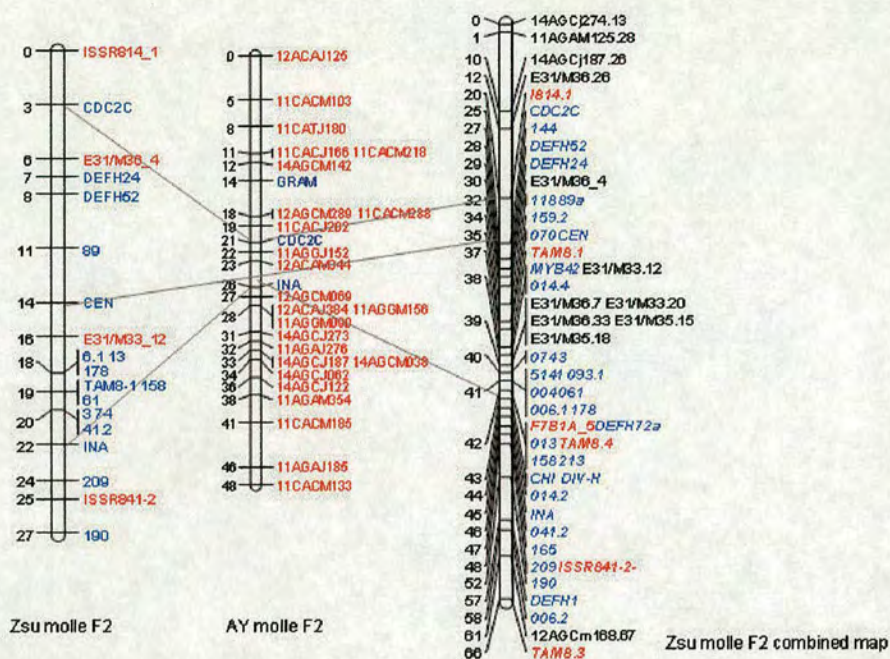 0 ISSR814_1
3 CDC2C
6 E31/M36_4
7 DEFH24
8 DEFH52
11 89
14 CEN
16 E31/M33_12
18 6.1 13
178
19 TAM8-1 158
61
20 374
412
22 INA
24 209
25 ISSR841-2
27 190
Zsu molle F2
0 12ACAJ125
5 11CACM103
8 11CATJ180
11 11CACJ166 11CACM218
12 14AGCM142
14 GRAM
18 12AGCM289 11CACM288
19 11CACJ202
21 CDC2C
22 11AGGJ152
23 12ACAM344
26 INA
27 12AGCM069
28 12ACAJ384 11AGGM156
11AGGM090
31 14AGCJ273
32 11AGAJ276
33 14AGCJ187 14AGCM038
34 14AGCJ062
36 14AGCJ122
38 11AGAM354
41 11CACM185
46 11AGAJ185
48 11CACM133
AY molle F2
0 14AGCj274.13
1 11AGAM125.28
10 14AGCj187.26
12 E31/M36.26
20 I814.1
25 CDC2C
27 144
28 DEFH52
29 DEFH24
30 E31/M36_4
32 11889a
34 159.2
35 070CEN
37 TAM8.1
38 MYB42 E31/M33.12
014.4
E31/M36.7 E31/M33.20
39 E31/M36.33 E31/M35.15
E31/M35.18
40 0743
5141 093.1
41 004061
006.1178
F7B1A_5DEFH72a
42 013TAM8.4
158213
43 CHI DIV-H
44 014.2
45 INA
46 041.2
47 165
48 209ISSR841-2-
52 190
57 DEFH1
58 006.2
61 12AGCm168.67
66 TAM8.3
Zsu molle F2 combined map